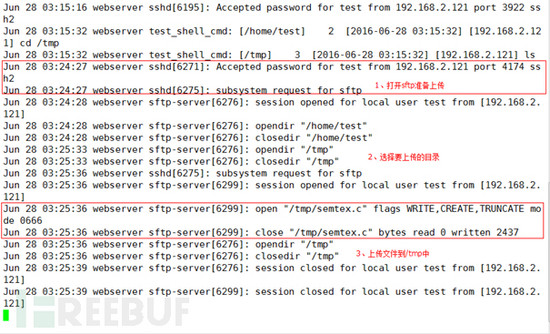 Jun 28 03:15:16 webserver sshd[6195]: Accepted password for test from 192.168.2.121 port 3922 ss
h2
Jun 28 03:15:32 webserver test_shell_cmd: [/home/test]    2  [2016-06-28 03:15:32] [192.168.2.12
1] cd /tmp
Jun 28 03:15:32 webserver test_shell_cmd: [/tmp]    3  [2016-06-28 03:15:32] [192.168.2.121] ls
Jun 28 03:24:27 webserver sshd[6271]: Accepted password for test from 192.168.2.121 port 4174 ss
h2
1、打开sftp准备上传
Jun 28 03:24:27 webserver sshd[6275]: subsystem request for sftp
Jun 28 03:24:28 webserver sftp-server[6276]: session opened for local user test from [192.168.2.
121]
Jun 28 03:24:28 webserver sftp-server[6276]: opendir "/home/test"
Jun 28 03:24:28 webserver sftp-server[6276]: closedir "/home/test"
Jun 28 03:25:33 webserver sftp-server[6276]: opendir "/tmp"
2、选择要上传的目录
Jun 28 03:25:33 webserver sftp-server[6276]: closedir "/tmp"
Jun 28 03:25:36 webserver sshd[6275]: subsystem request for sftp
Jun 28 03:25:36 webserver sftp-server[6299]: session opened for local user test from [192.168.2.
121]
Jun 28 03:25:36 webserver sftp-server[6299]: open "/tmp/semtex.c" flags WRITE,CREATE,TRUNCATE mo
de 0666
Jun 28 03:25:36 webserver sftp-server[6299]: close "/tmp/semtex.c" bytes read 0 written 2437
Jun 28 03:25:36 webserver sftp-server[6276]: opendir "/tmp"
Jun 28 03:25:36 webserver sftp-server[6276]: closedir "/tmp"
3、上传文件到/tmp中
Jun 28 03:25:39 webserver sftp-server[6276]: session closed for local user test from [192.168.2.
121]
Jun 28 03:25:39 webserver sftp-server[6299]: session closed for local user test from [192.168.2.
121]
REEBUF